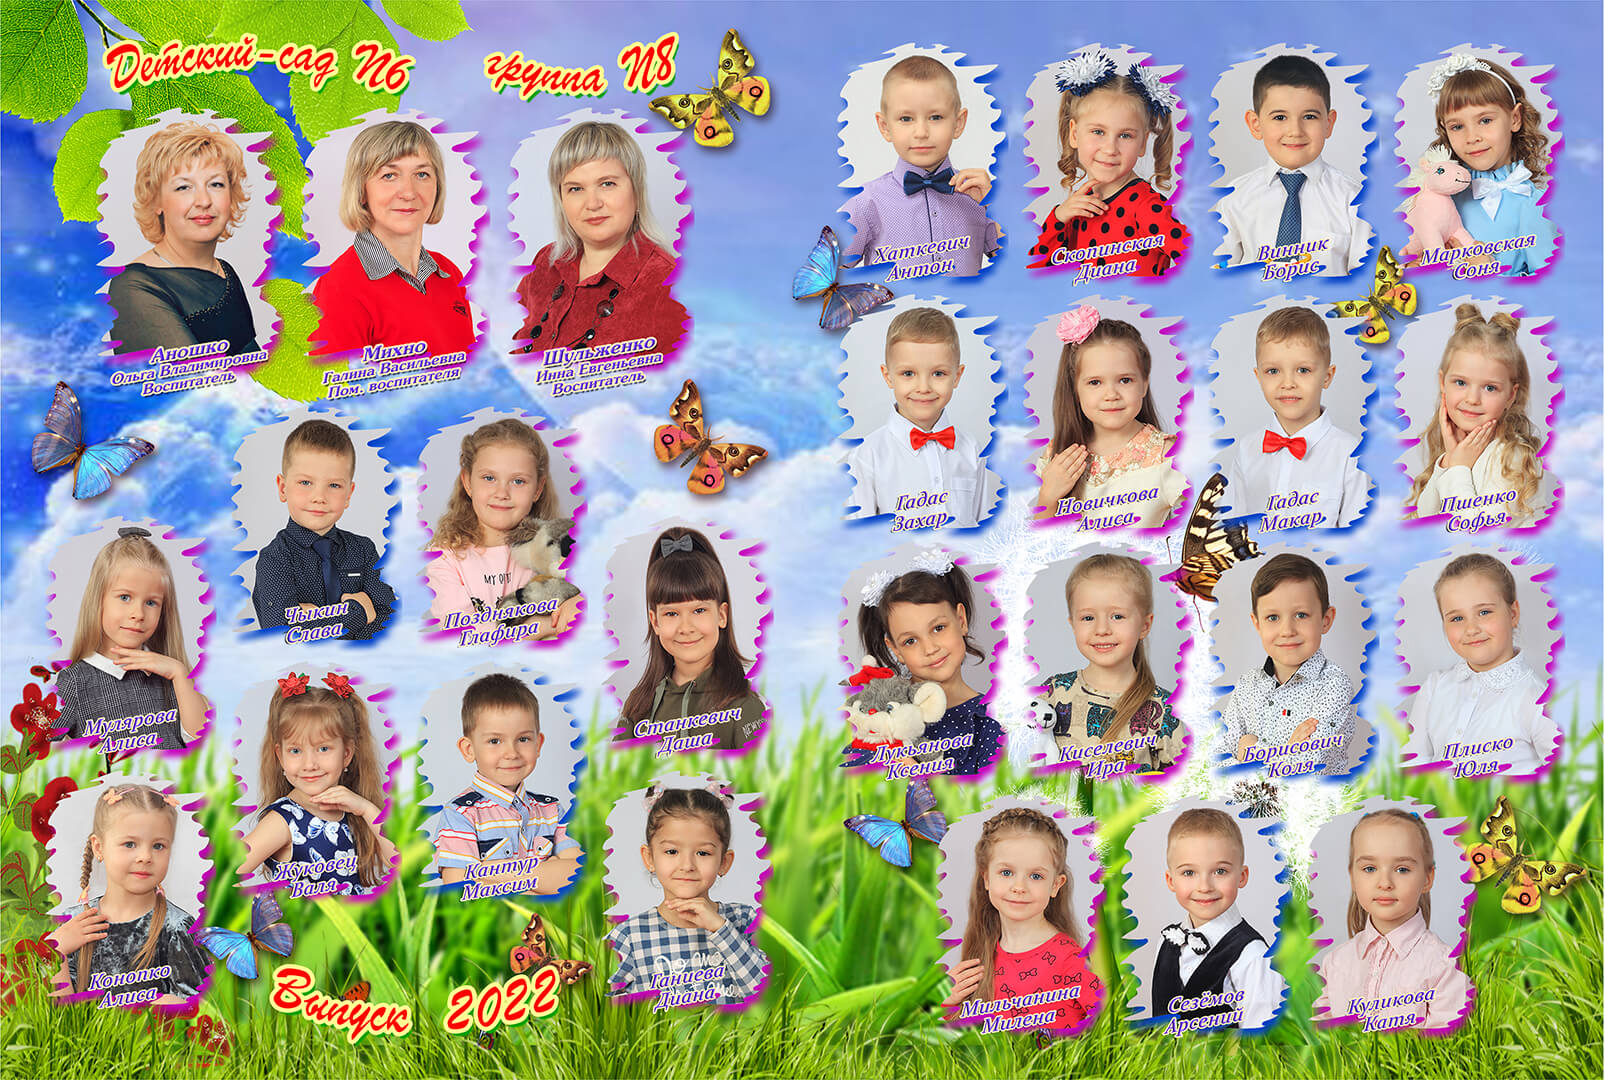 Детский-сад №6 группа №8
Аношко
Ольга Владимировна
Воспитатель
Михно
Галина Васильевна
Пом. воспитателя
Шульженко
Инна Евгеньевна
Воспитатель
Чыкин
Слава
Позднякова
Глафира
Мулярова
Алиса
Станкевич
Даша
Жуковец
Валя
Кантур
Максим
Конопко
Алиса
Ганиева
Диана
Выпуск 2022
Хаткевич
Антон
Скопинская
Диана
Винник
Борис
Марковская
Соня
Гадас
Захар
Новичкова
Алиса
Гадас
Макар
Пшенко
Софья
Лукьянова
Ксения
Киселевич
Ира
Борисович
Коля
Плиско
Юля
Мильчанина
Милена
Сезёмов
Арсений
Куликова
Катя